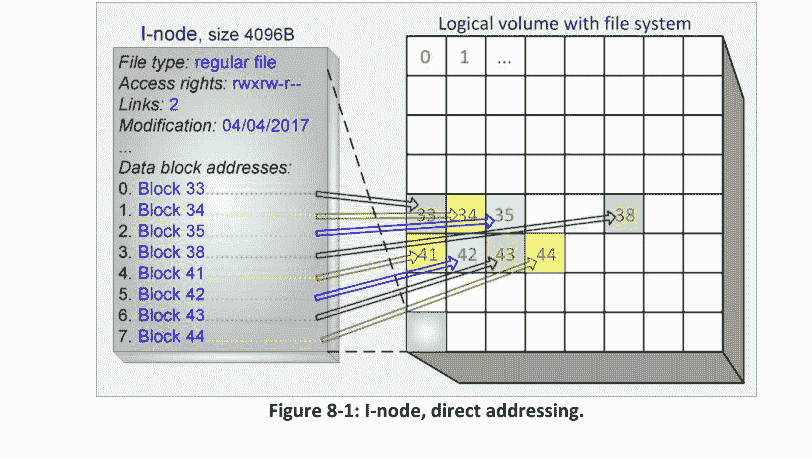 I-node, size 4096B
File type: regular file
Access rights: rwxrw-r--
Links: 2
Modification: 04/04/2017
...
Data block addresses:
0. Block 33
1. Block 34
2. Block 35
3. Block 38
4. Block 41
5. Block 42
6. Block 43
7. Block 44
Logical volume with file system
0 1 ...
33 34 35 38
41 42 43 44
Figure 8-1: I-node, direct addressing.